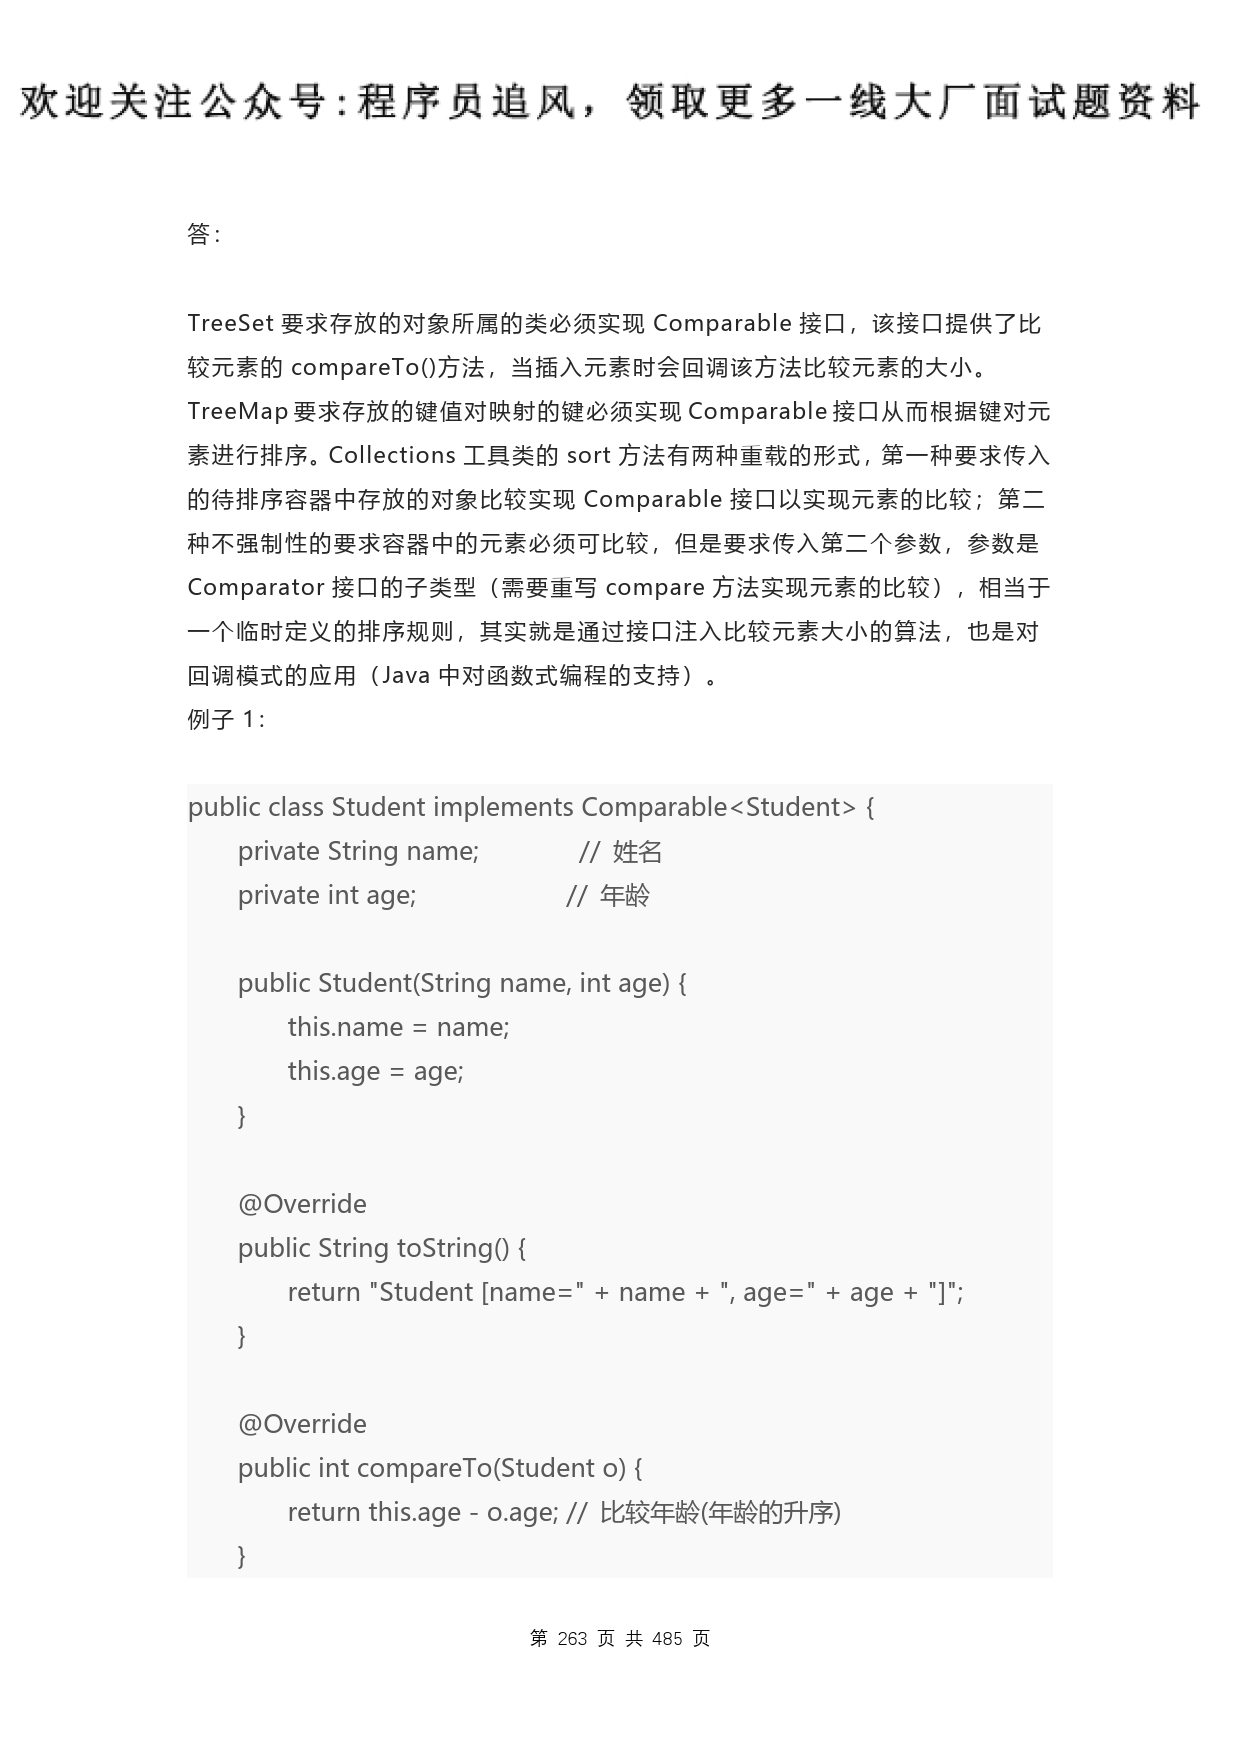 欢迎关注公众号:程序员追风，领取更多一线大厂面试题资料
答：
TreeSet 要求存放的对象所属的类必须实现 Comparable 接口，该接口提供了比
较元素的 compareTo()方法，当插入元素时会回调该方法比较元素的大小。
TreeMap 要求存放的键值对映射的键必须实现 Comparable 接口从而根据键对元
素进行排序。Collections 工具类的 sort 方法有两种重载的形式，第一种要求传入
的待排序容器中存放的对象比较实现 Comparable 接口以实现元素的比较；第二
种不强制性的要求容器中的元素必须可比较，但是要求传入第二个参数，参数是
Comparator 接口的子类型（需要重写 compare 方法实现元素的比较），相当于
一个临时定义的排序规则，其实就是通过接口注入比较元素大小的算法，也是对
回调模式的应用（Java 中对函数式编程的支持）。
例子 1：
public class Student implements Comparable<Student> {
private String name; // 姓名
private int age; // 年龄
public Student(String name, int age) {
this.name = name;
this.age = age;
}
@Override
public String toString() {
return "Student [name=" + name + ", age=" + age + "]";
}
@Override
public int compareTo(Student o) {
return this.age - o.age; // 比较年龄(年龄的升序)
}
第 263 页 共 485 页